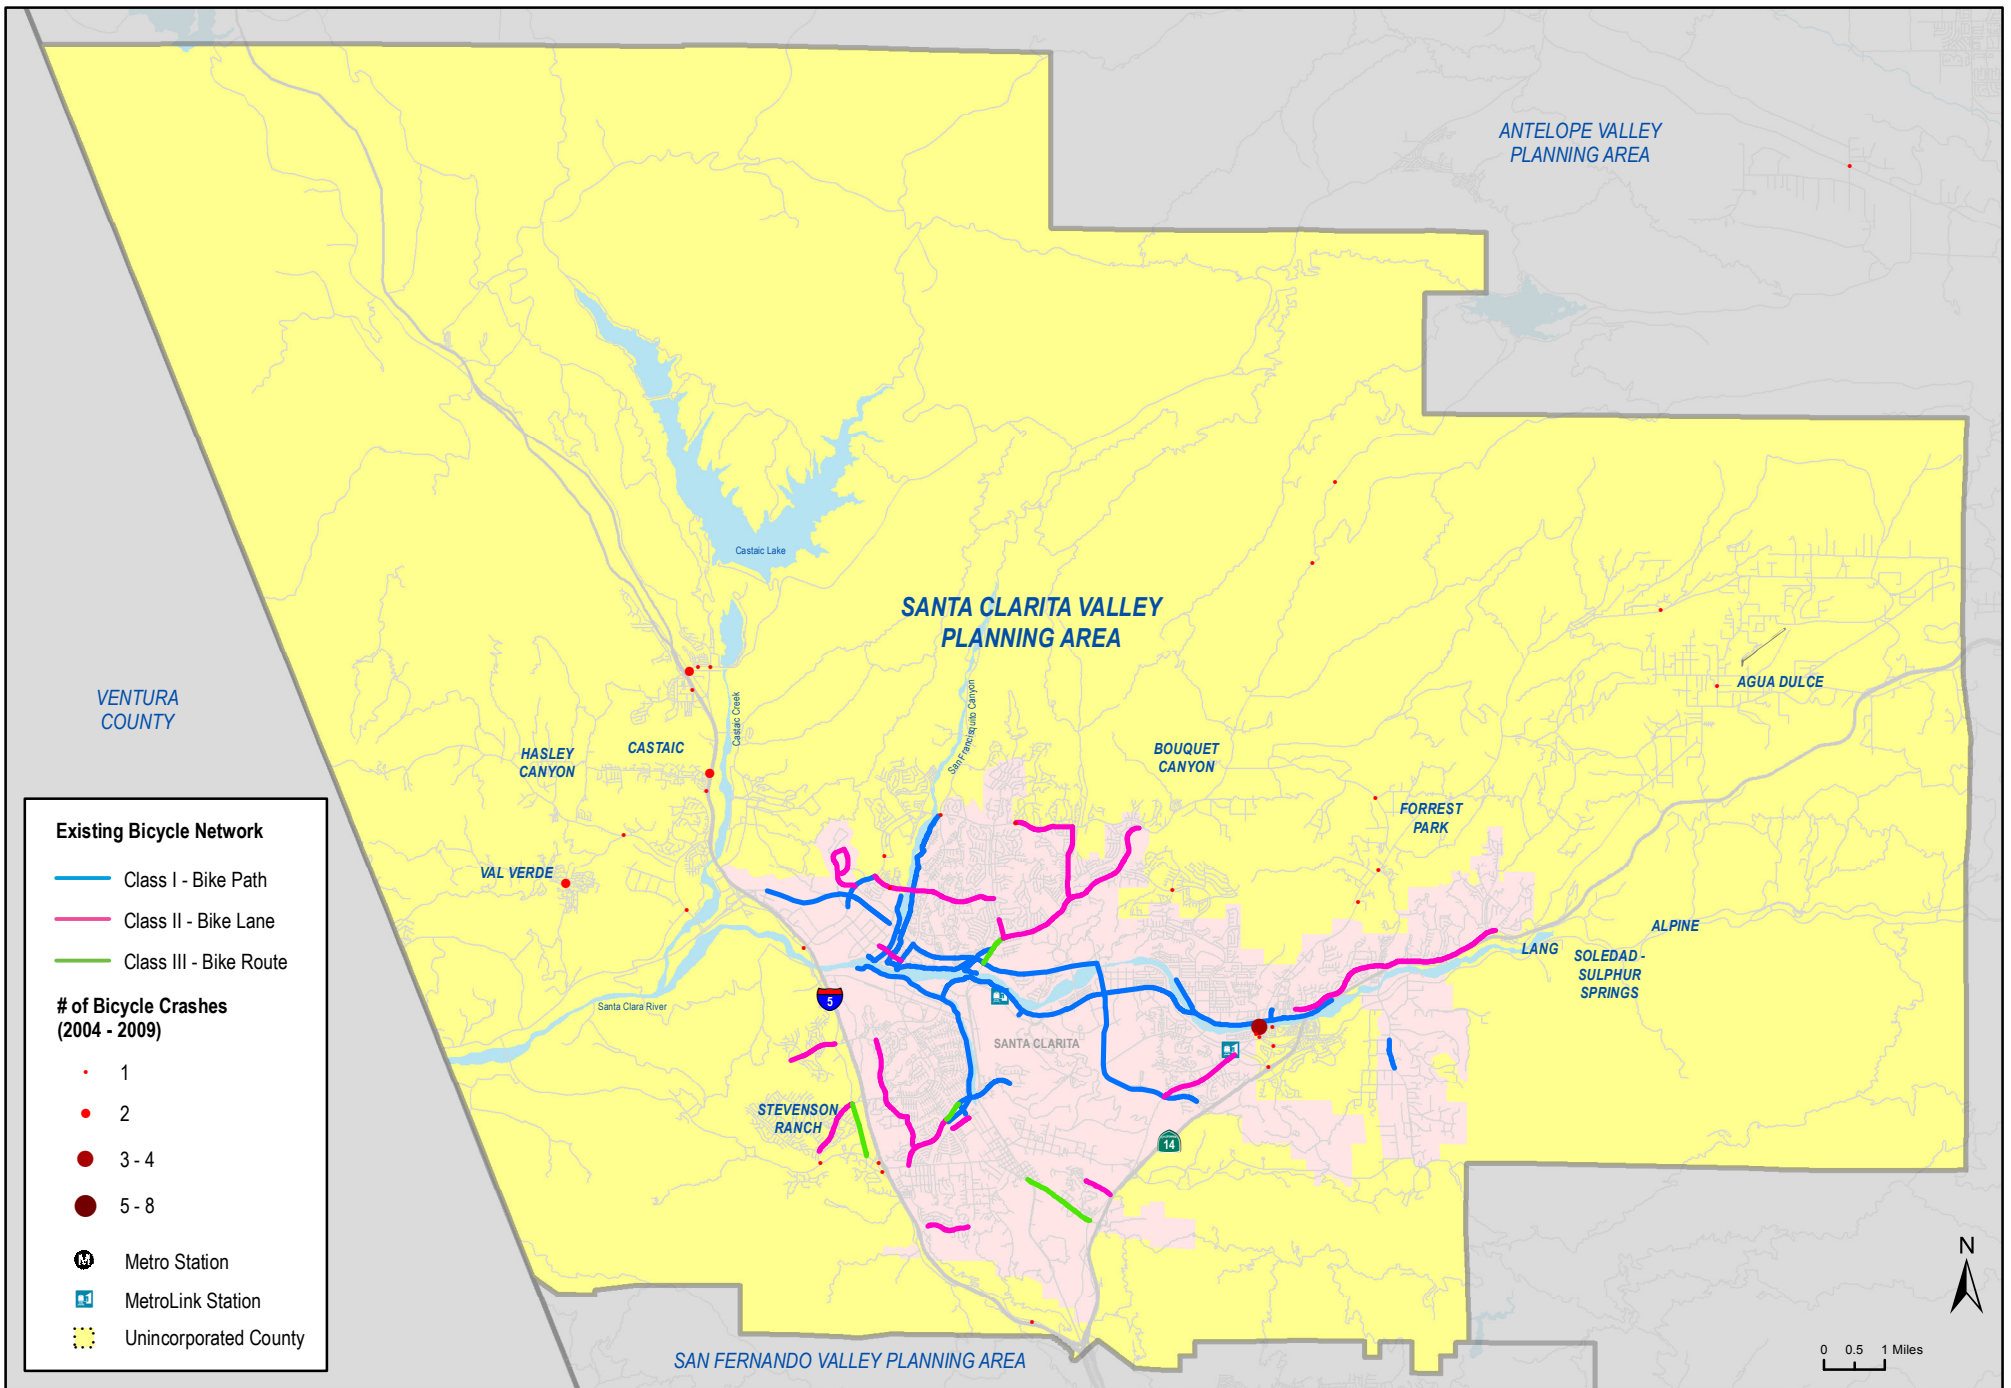 ANTELOPE VALLEY
PLANNING AREA
Castaic Lake
SANTA CLARITA VALLEY
PLANNING AREA
VENTURA
COUNTY
AGUA DULCE
Castaic Creek
San Francisquito Canyon
HASLEY
CANYON
CASTAIC
BOUQUET
CANYON
FORREST
PARK
VAL VERDE
ALPINE
LANG
SOLEDAD -
SULPHUR
SPRINGS
Santa Clara River
5
SANTA CLARITA
STEVENSON
RANCH
14
Existing Bicycle Network
Class I - Bike Path
Class II - Bike Lane
Class III - Bike Route
# of Bicycle Crashes
(2004 - 2009)
1
2
3 - 4
5 - 8
M
Metro Station
MetroLink Station
Unincorporated County
SAN FERNANDO VALLEY PLANNING AREA
N
0 0.5 1 Miles